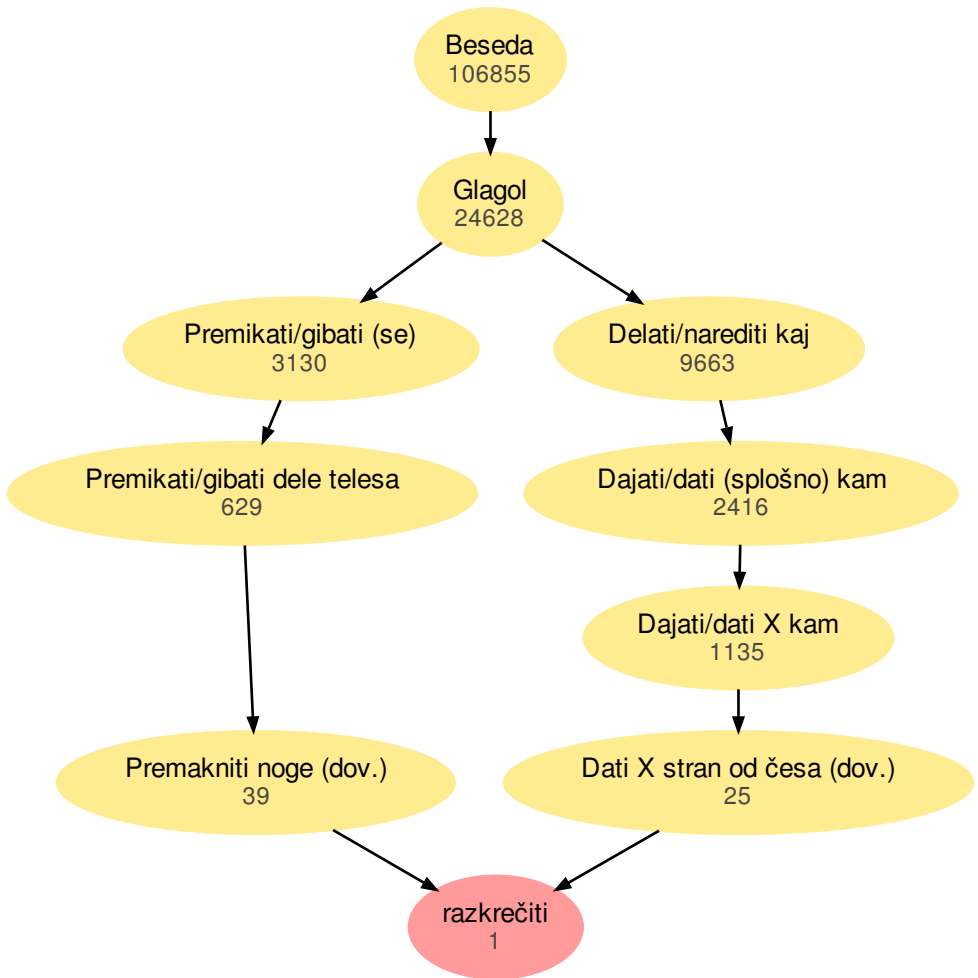 Beseda
106855
Glagol
24628
Premikati/gibati (se)
3130
Delati/narediti kaj
9663
Premikati/gibati dele telesa
629
Dajati/dati (splošno) kam
2416
Dajati/dati X kam
1135
Premakniti noge (dov.)
39
Dati X stran od česa (dov.)
25
razkrečiti
1